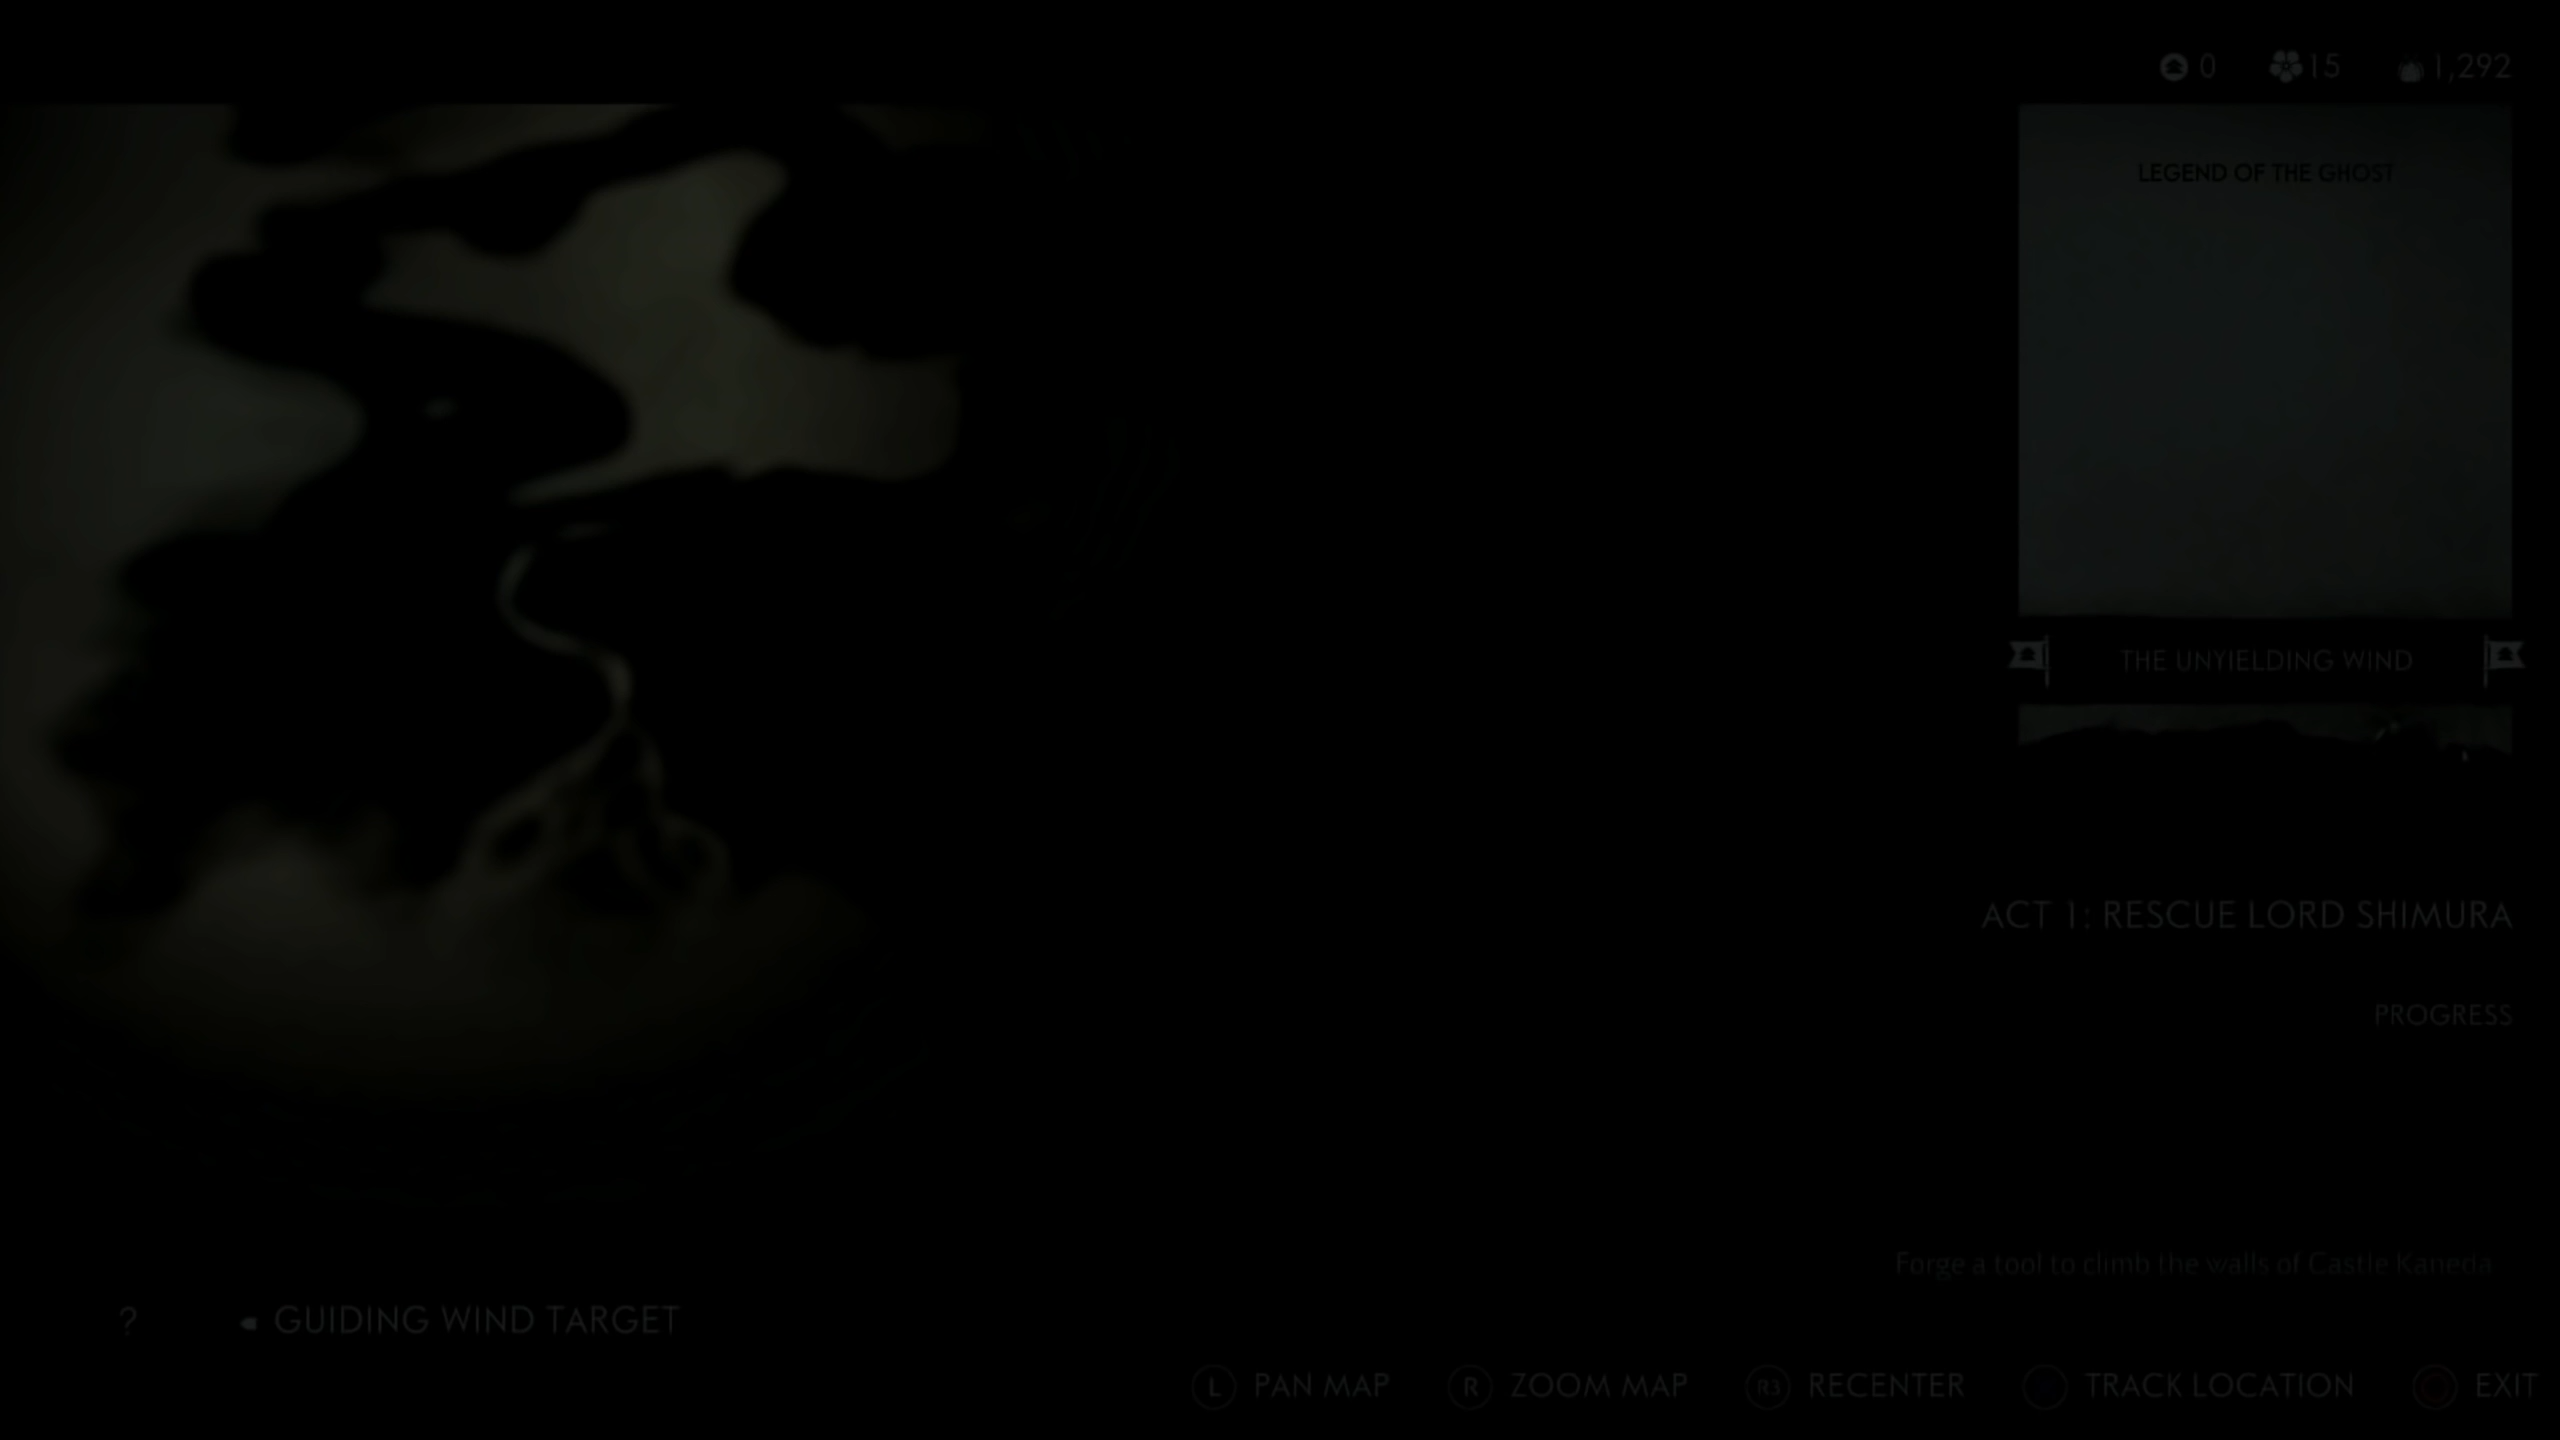 0 15 1,292
LEGEND OF THE GHOST
THE UNYIELDING WIND
ACT 1: RESCUE LORD SHIMURA
PROGRESS
Forge a tool to climb the walls of Castle Kaneda
? GUIDING WIND TARGET
L PAN MAP R ZOOM MAP R3 RECENTER TRACK LOCATION EXIT